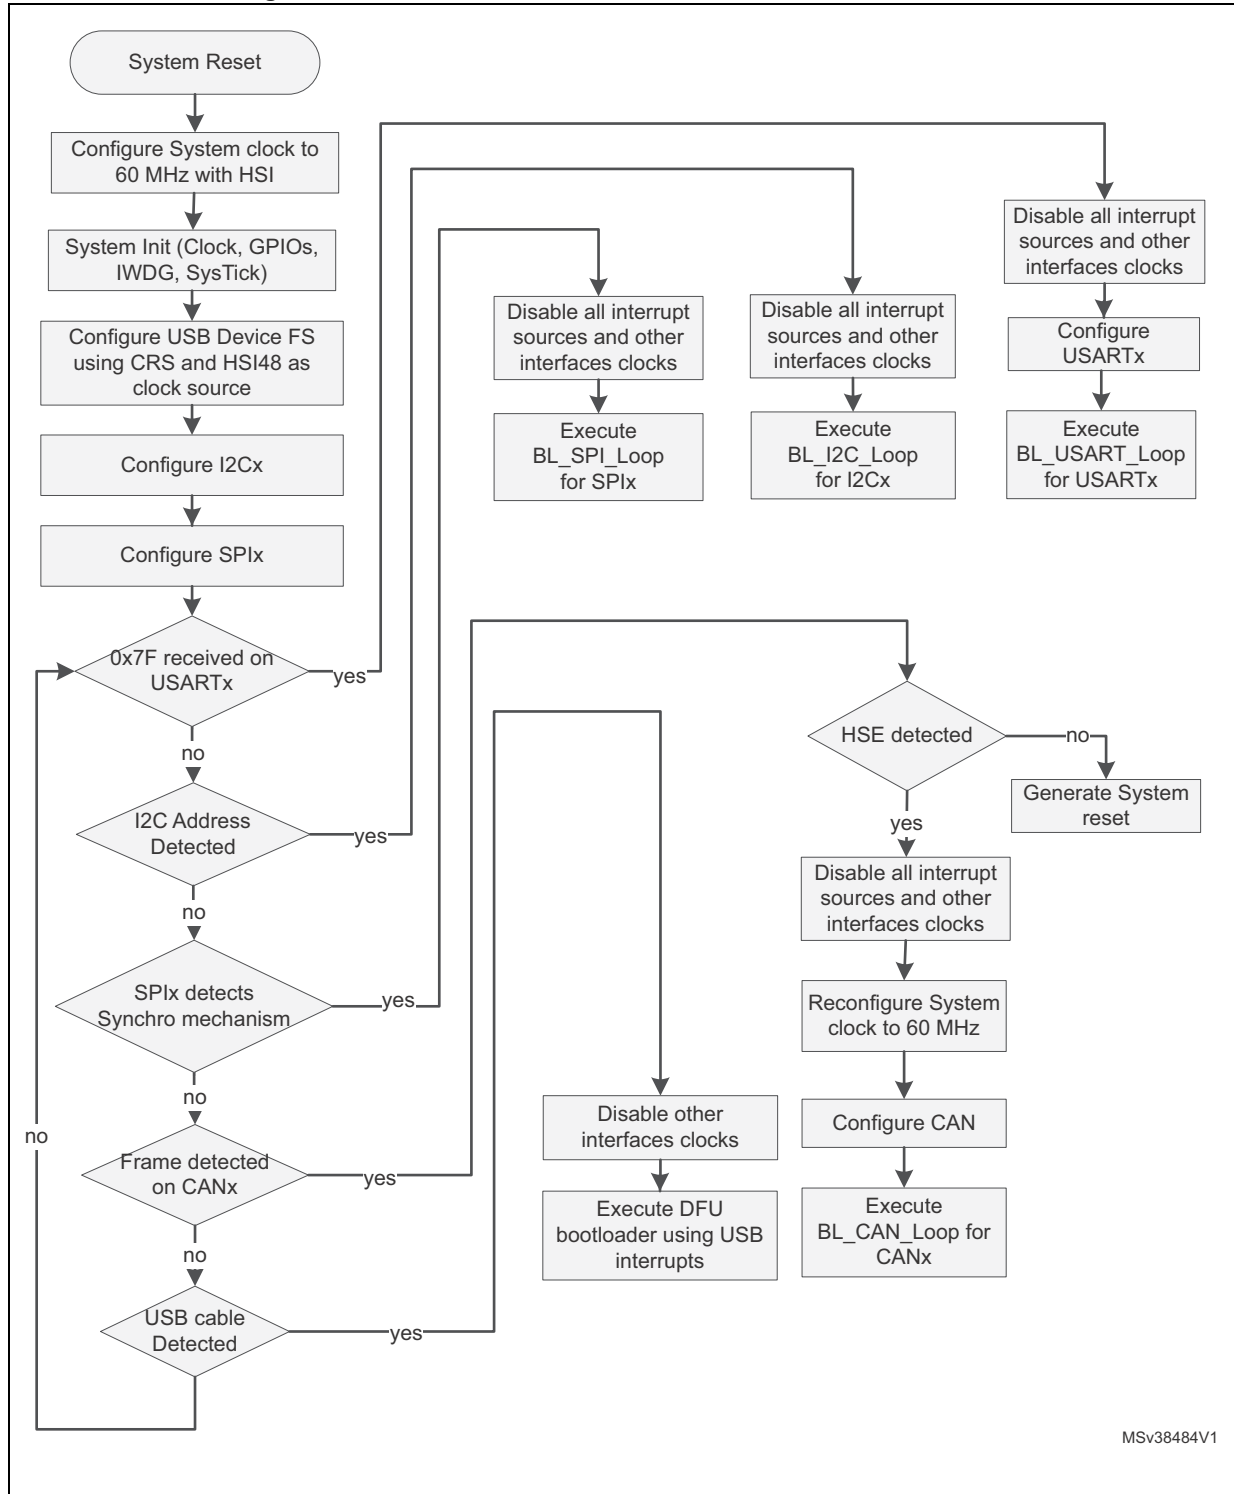 System Reset
Configure System clock to
60 MHz with HSI
System Init (Clock, GPIOs,
IWDG, SysTick)
Configure USB Device FS
using CRS and HSI48 as
clock source
Configure I2Cx
Configure SPIx
0x7F received on
USARTx
yes
no
I2C Address
Detected
yes
no
SPIx detects
Synchro mechanism
yes
no
Frame detected
on CANx
yes
no
USB cable
Detected
yes
no
Disable all interrupt
sources and other
interfaces clocks
Execute
BL_SPI_Loop
for SPIx
Disable all interrupt
sources and other
interfaces clocks
Execute
BL_I2C_Loop
for I2Cx
Disable all interrupt
sources and other
interfaces clocks
Configure
USARTx
Execute
BL_USART_Loop
for USARTx
HSE detected
no
Generate System
reset
yes
Disable all interrupt
sources and other
interfaces clocks
Reconfigure System
clock to 60 MHz
Configure CAN
Execute
BL_CAN_Loop for
CANx
Disable other
interfaces clocks
Execute DFU
bootloader using USB
interrupts
MSv38484V1